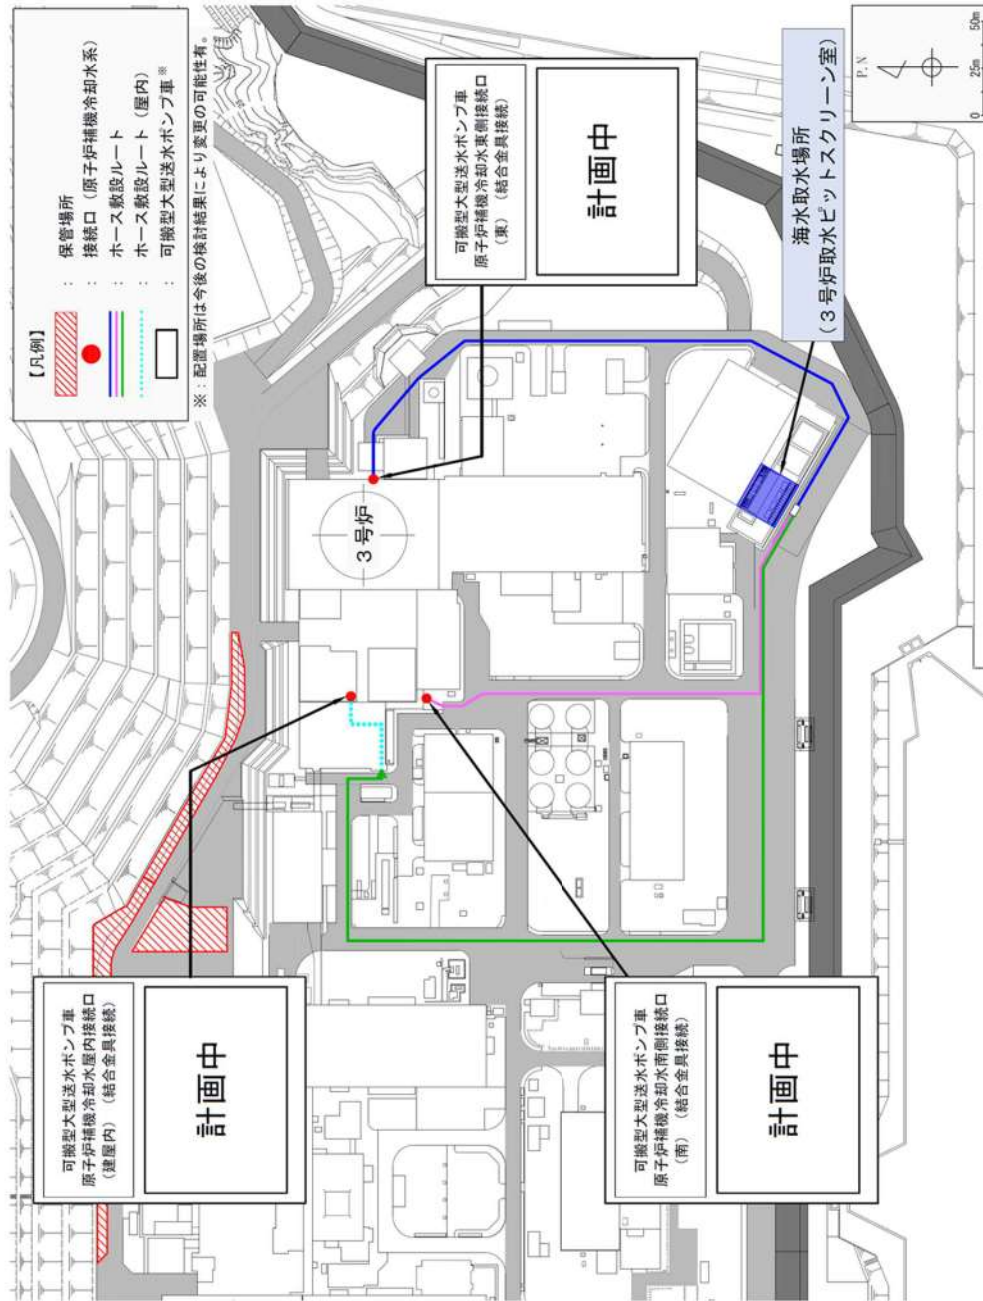 【凡例】
： 保管場所
： 接続口（原子炉補機冷却水系）
： ホース敷設ルート
： ホース敷設ルート（屋内）
： 可搬型大型送水ポンプ車※
※：配置場所は今後の検討結果により変更の可能性有。
可搬型大型送水ポンプ車
原子炉補機冷却水屋内接続口
（建屋内）（結合金具接続）
計画中
3号炉
可搬型大型送水ポンプ車
原子炉補機冷却水東側接続口
（東）（結合金具接続）
計画中
可搬型大型送水ポンプ車
原子炉補機冷却水南側接続口
（南）（結合金具接続）
計画中
海水取水場所
（3号炉取水ピットスクリーン室）
P.N
0 25m 50m